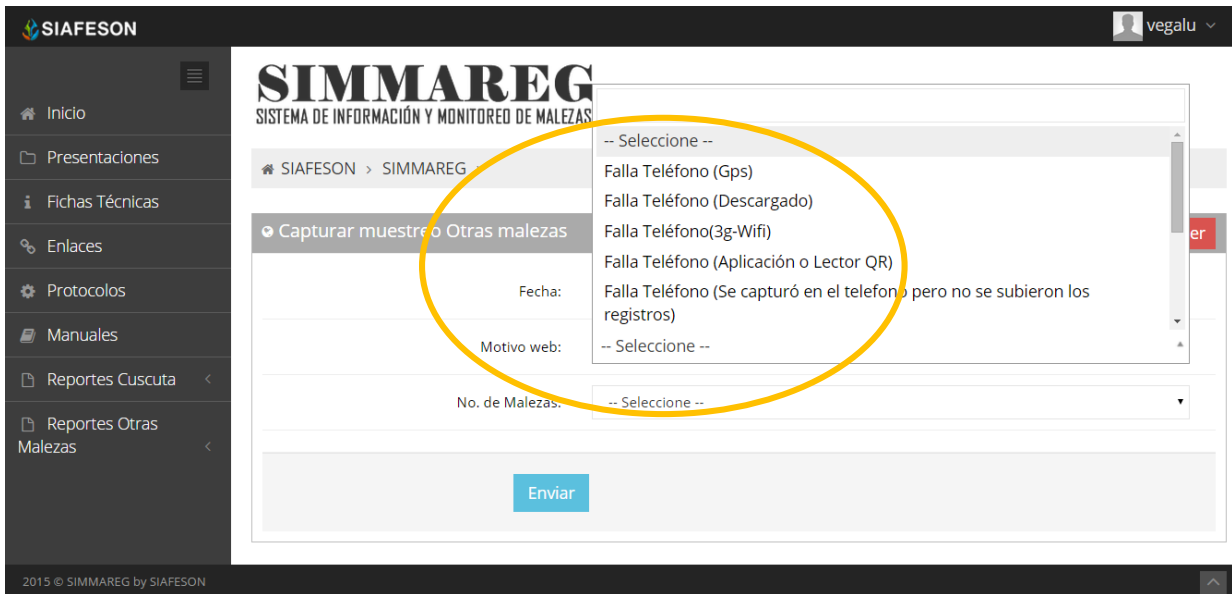 SIAFESON
vegalu
Inicio
Presentaciones
Fichas Técnicas
Enlaces
Protocolos
Manuales
Reportes Cuscuta
Reportes Otras
Malezas
SIMMAREG
SISTEMA DE INFORMACIÓN Y MONITOREO DE MALEZAS
SIAFESON > SIMMAREG >
Capturar muestreo Otras malezas
er
Fecha:
-- Seleccione --
Falla Teléfono (Gps)
Falla Teléfono (Descargado)
Falla Teléfono(3g-Wifi)
Falla Teléfono (Aplicación o Lector QR)
Falla Teléfono (Se capturó en el telefono pero no se subieron los
registros)
Motivo web:
-- Seleccione --
No. de Malezas:
-- Seleccione --
Enviar
2015 © SIMMAREG by SIAFESON